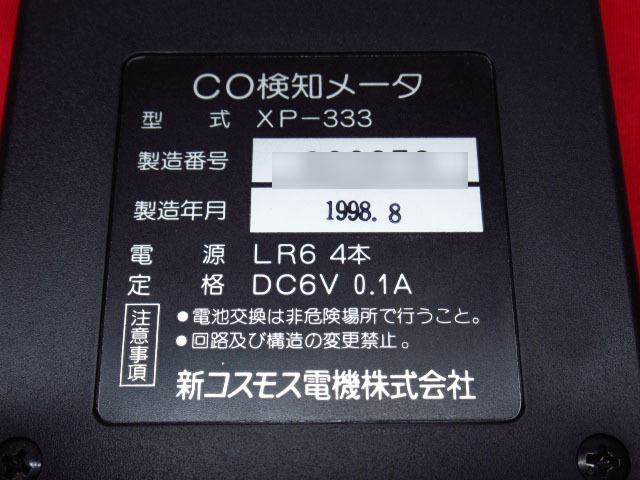 CO検知メータ
型 式 XP-333
製造番号
製造年月 1998. 8
電 源 LR6 4本
定 格 DC6V 0.1A
注意事項
●電池交換は非危険場所で行うこと。
●回路及び構造の変更禁止。
新コスモス電機株式会社